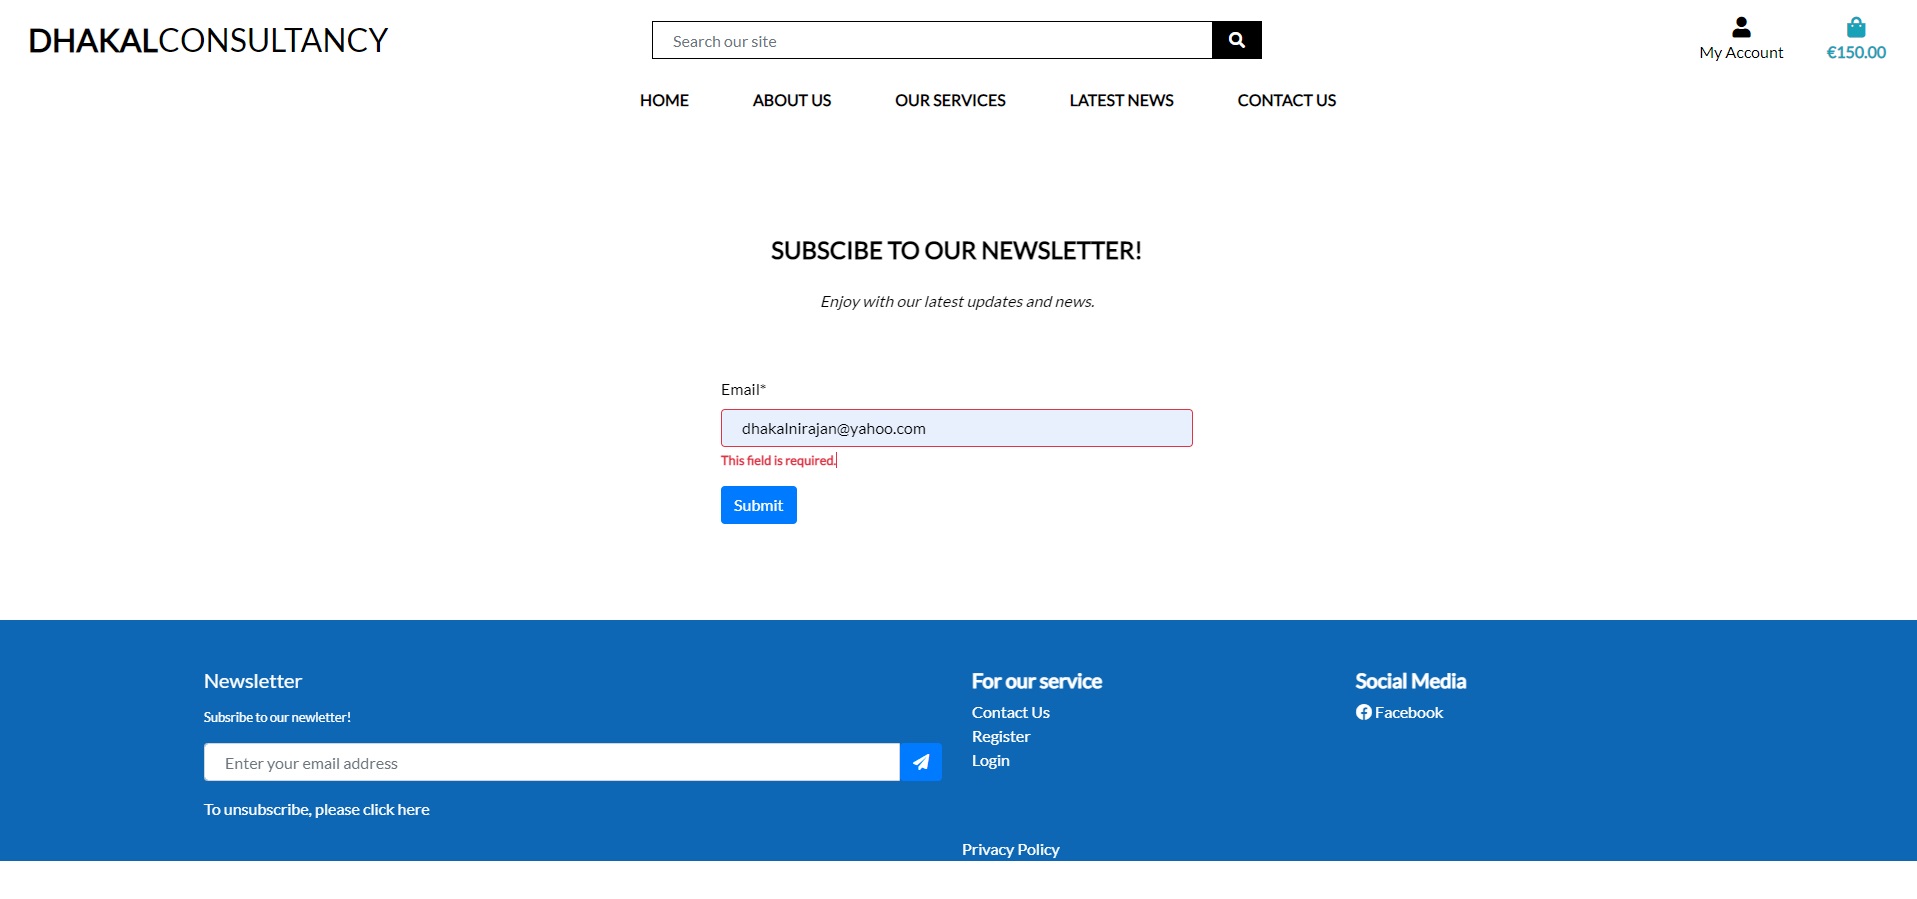 DHAKALCONSULTANCY
Search our site
My Account
€150.00
HOME ABOUT US OUR SERVICES LATEST NEWS CONTACT US
SUBSCIBE TO OUR NEWSLETTER!
Enjoy with our latest updates and news.
Email*
dhakalnirajan@yahoo.com
This field is required.
Submit
Newsletter
Subsribe to our newletter!
Enter your email address
To unsubscribe, please click here
For our service
Contact Us
Register
Login
Social Media
Facebook
Privacy Policy